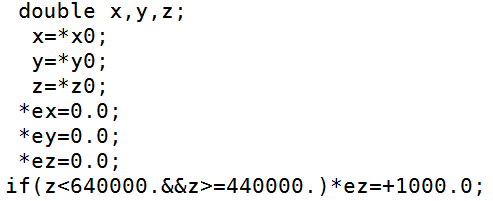 double x,y,z;
x=*x0;
y=*y0;
z=*z0;
*ex=0.0;
*ey=0.0;
*ez=0.0;
if(z<640000.&&z>=440000.)*ez=+1000.0;